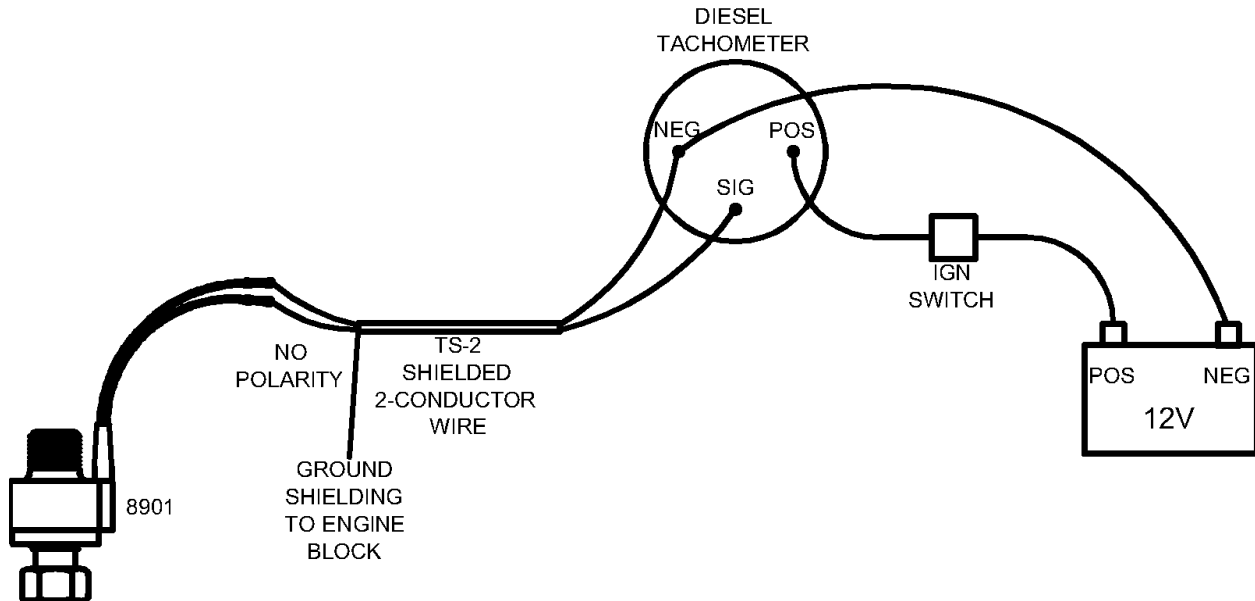 DIESEL
TACHOMETER
NEG
POS
SIG
IGN
SWITCH
NO
POLARITY
TS-2
SHIELDED
2-CONDUCTOR
WIRE
POS
NEG
12V
GROUND
SHIELDING
TO ENGINE
BLOCK
8901